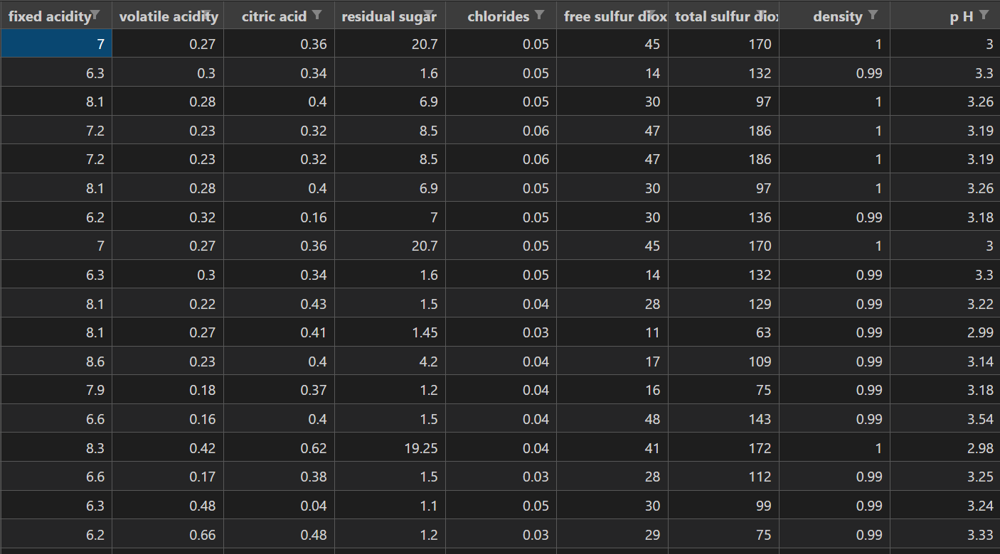 fixed acidity volatile acidity citric acid residual sugar chlorides free sulfur diox total sulfur diox density p H
7 0.27 0.36 20.7 0.05 45 170 1 3
6.3 0.3 0.34 1.6 0.05 14 132 0.99 3.3
8.1 0.28 0.4 6.9 0.05 30 97 1 3.26
7.2 0.23 0.32 8.5 0.06 47 186 1 3.19
7.2 0.23 0.32 8.5 0.06 47 186 1 3.19
8.1 0.28 0.4 6.9 0.05 30 97 1 3.26
6.2 0.32 0.16 7 0.05 30 136 0.99 3.18
7 0.27 0.36 20.7 0.05 45 170 1 3
6.3 0.3 0.34 1.6 0.05 14 132 0.99 3.3
8.1 0.22 0.43 1.5 0.04 28 129 0.99 3.22
8.1 0.27 0.41 1.45 0.03 11 63 0.99 2.99
8.6 0.23 0.4 4.2 0.04 17 109 0.99 3.14
7.9 0.18 0.37 1.2 0.04 16 75 0.99 3.18
6.6 0.16 0.4 1.5 0.04 48 143 0.99 3.54
8.3 0.42 0.62 19.25 0.04 41 172 1 2.98
6.6 0.17 0.38 1.5 0.03 28 112 0.99 3.25
6.3 0.48 0.04 1.1 0.05 30 99 0.99 3.24
6.2 0.66 0.48 1.2 0.03 29 75 0.99 3.33